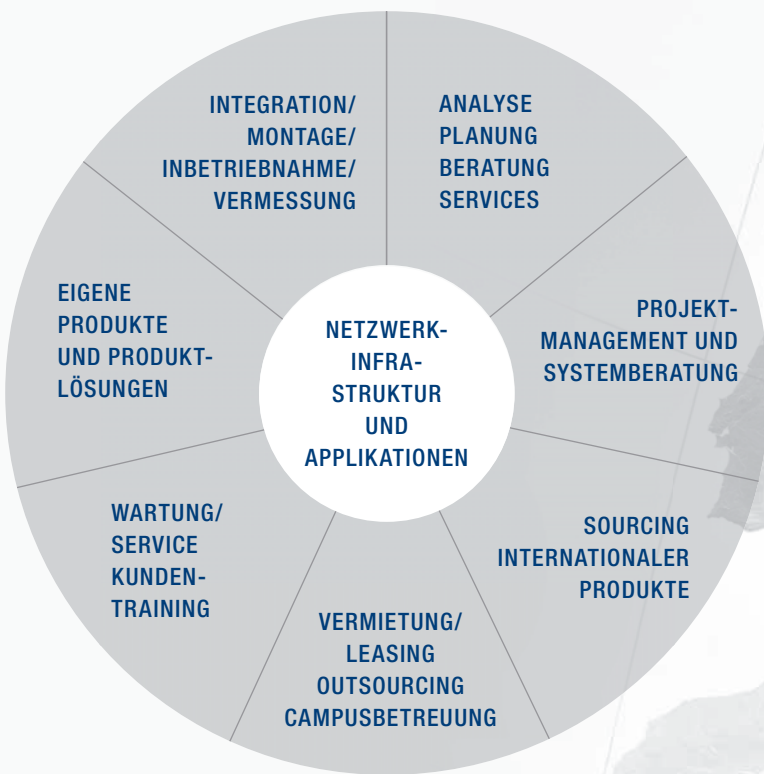 INTEGRATION/
MONTAGE/
INBETRIEBNAHME/
VERMESSUNG
ANALYSE
PLANUNG
BERATUNG
SERVICES
PROJEKT-
MANAGEMENT UND
SYSTEMBERATUNG
SOURCING
INTERNATIONALER
PRODUKTE
VERMIETUNG/
LEASING
OUTSOURCING
CAMPUSBETREUUNG
WARTUNG/
SERVICE
KUNDEN-
TRAINING
EIGENE
PRODUKTE
UND PRODUKT-
LÖSUNGEN
NETZWERK-
INFRA-
STRUKTUR
UND
APPLIKATIONEN